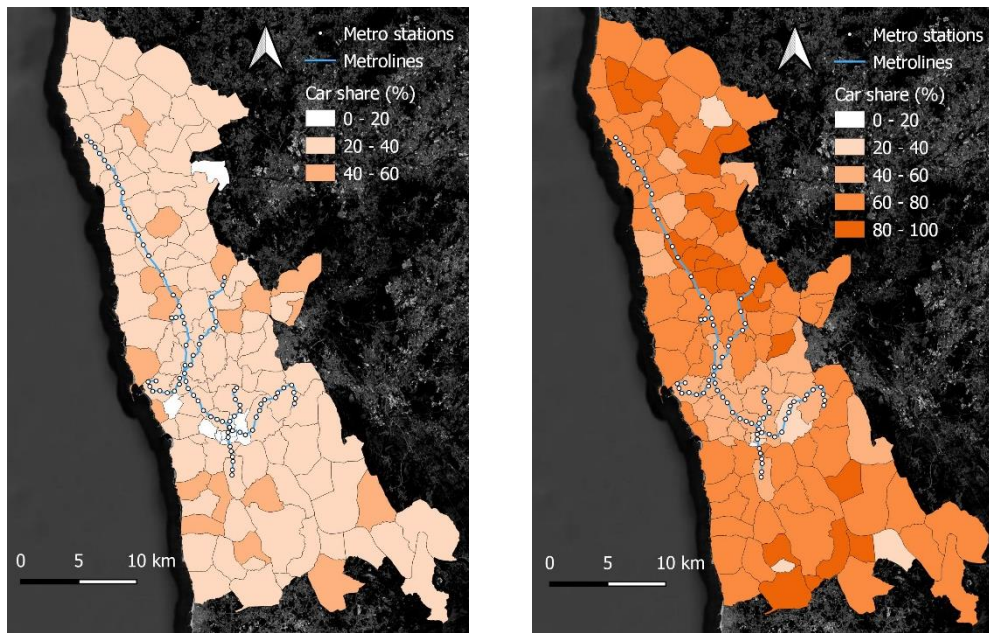 Metro stations
Metrolines
Car share (%)
0 - 20
20 - 40
40 - 60
0 5 10 km
Metro stations
Metrolines
Car share (%)
0 - 20
20 - 40
40 - 60
60 - 80
80 - 100
0 5 10 km